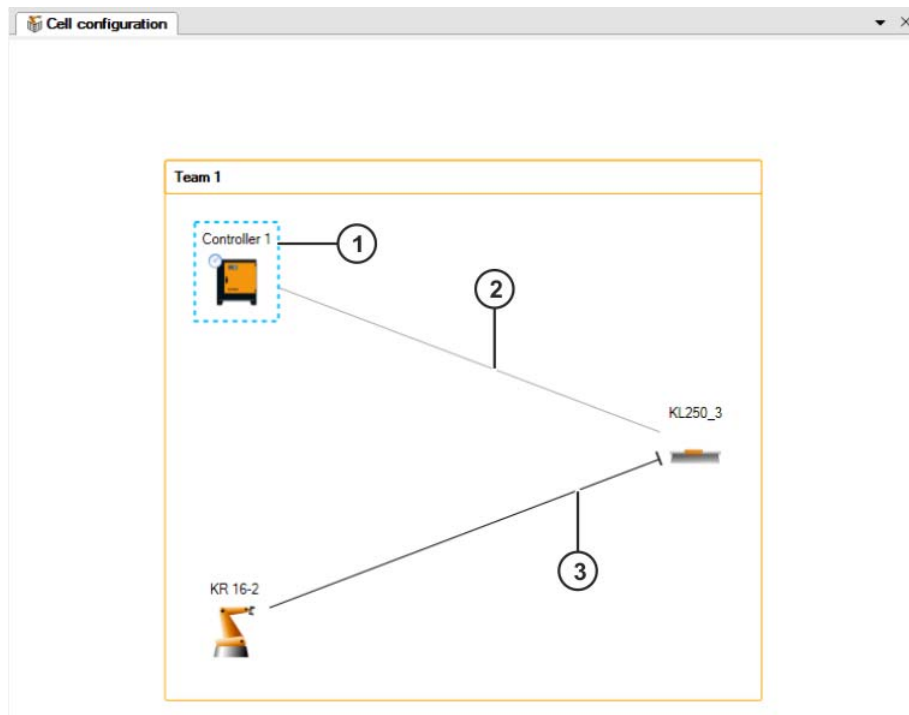 Cell configuration
Team 1
Controller 1
1
2
KL250_3
3
KR 16-2